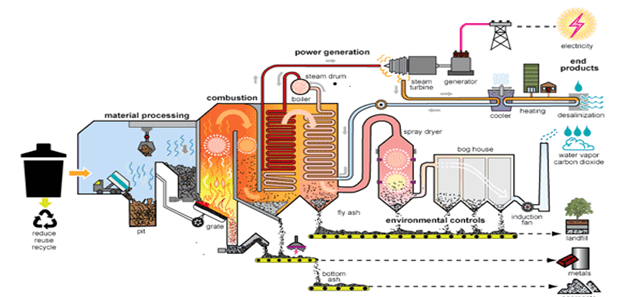 power generation
electricity
end
products
steam drum
steam
turbine
generator
boiler
combustion
material processing
cooler
heating
desalinization
spray dryer
bog house
water vapor
carbon dioxide
reduce
reuse
recycle
pit
grate
fly ash
environmental controls
induction
fan
landfill
bottom
ash
metals